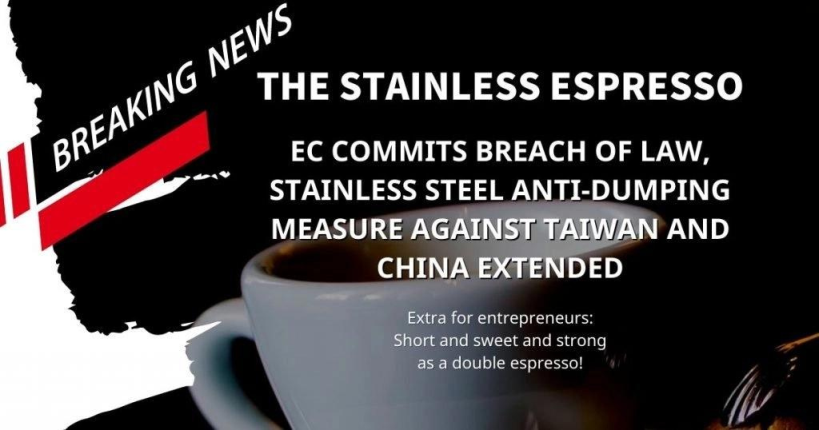 BREAKING NEWS
THE STAINLESS ESPRESSO
EC COMMITS BREACH OF LAW,
STAINLESS STEEL ANTI-DUMPING
MEASURE AGAINST TAIWAN AND
CHINA EXTENDED
Extra for entrepreneurs:
Short and sweet and strong
as a double espresso!